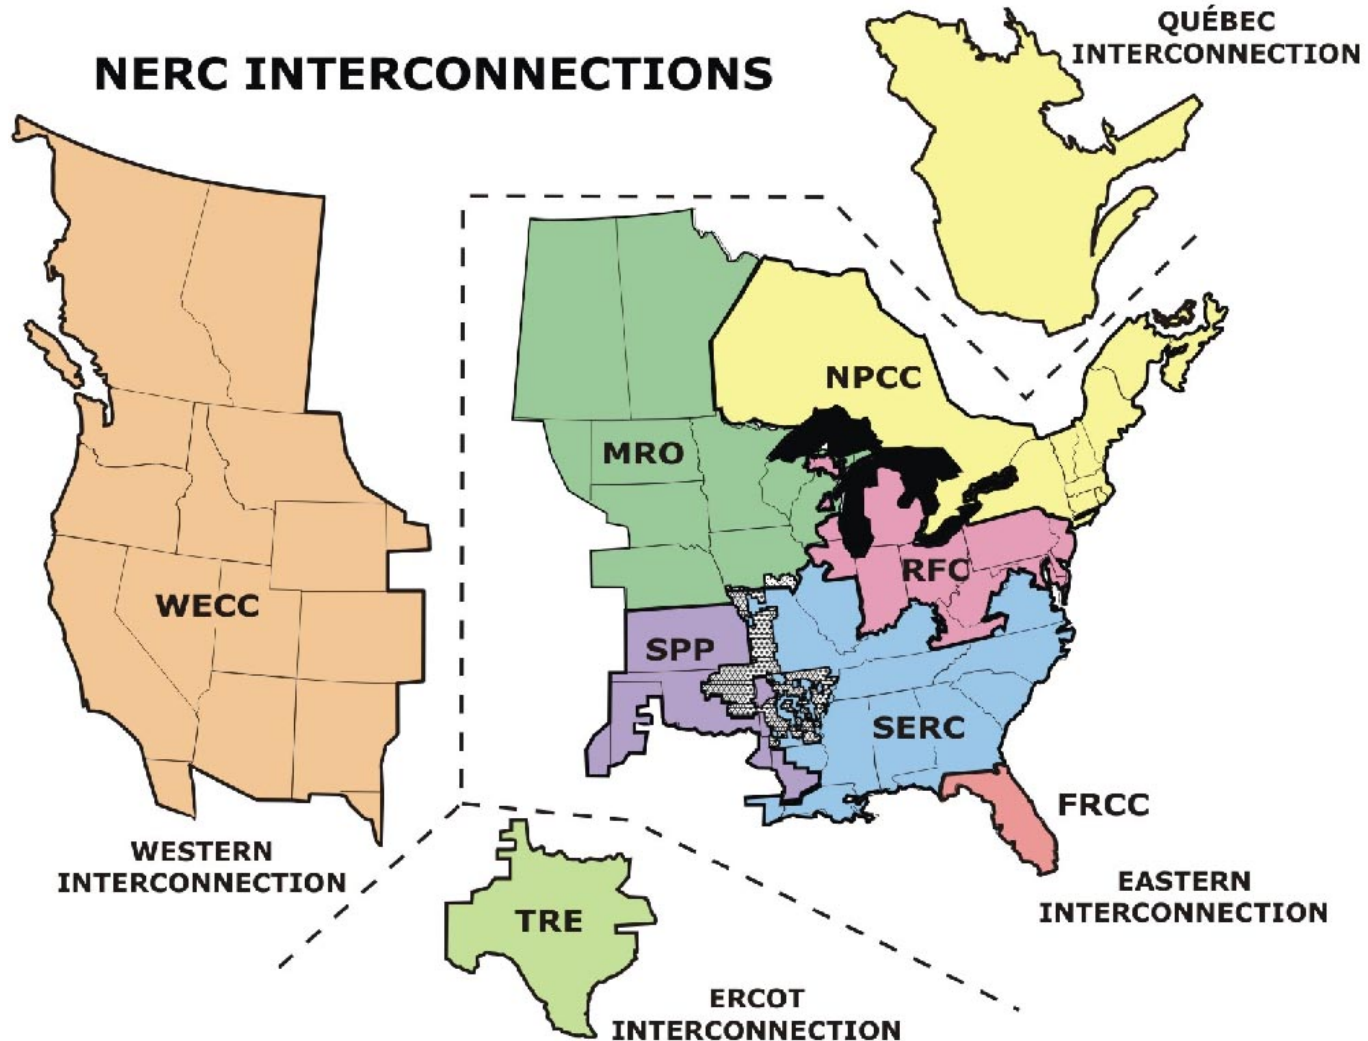 QUÉBEC
INTERCONNECTION
NERC INTERCONNECTIONS
NPCC
MRO
RFC
WECC
SPP
SERC
FRCC
WESTERN
INTERCONNECTION
EASTERN
INTERCONNECTION
TRE
ERCOT
INTERCONNECTION